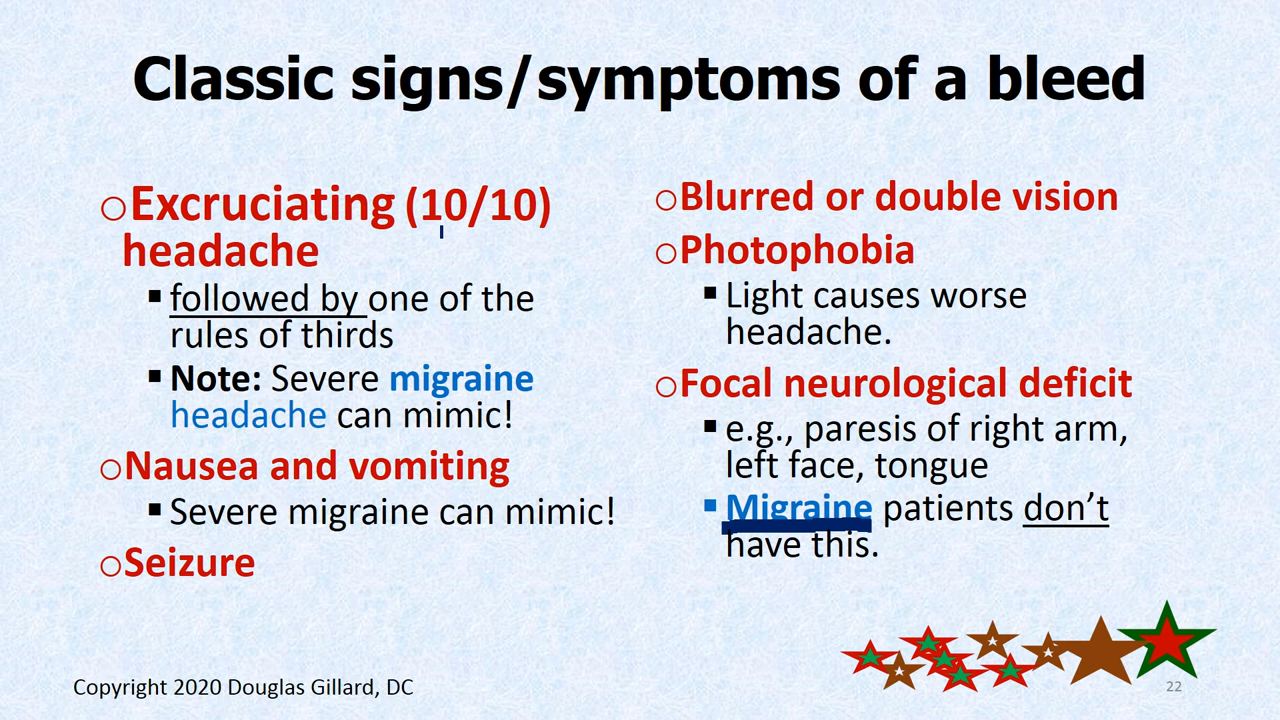 Classic signs/symptoms of a bleed
○Excruciating (10/10)
headache
▪ followed by one of the
rules of thirds
▪ Note: Severe migraine
headache can mimic!
○Nausea and vomiting
▪ Severe migraine can mimic!
○Seizure
○Blurred or double vision
○Photophobia
▪ Light causes worse
headache.
○Focal neurological deficit
▪ e.g., paresis of right arm,
left face, tongue
▪ Migraine patients don’t
have this.
Copyright 2020 Douglas Gillard, DC
22